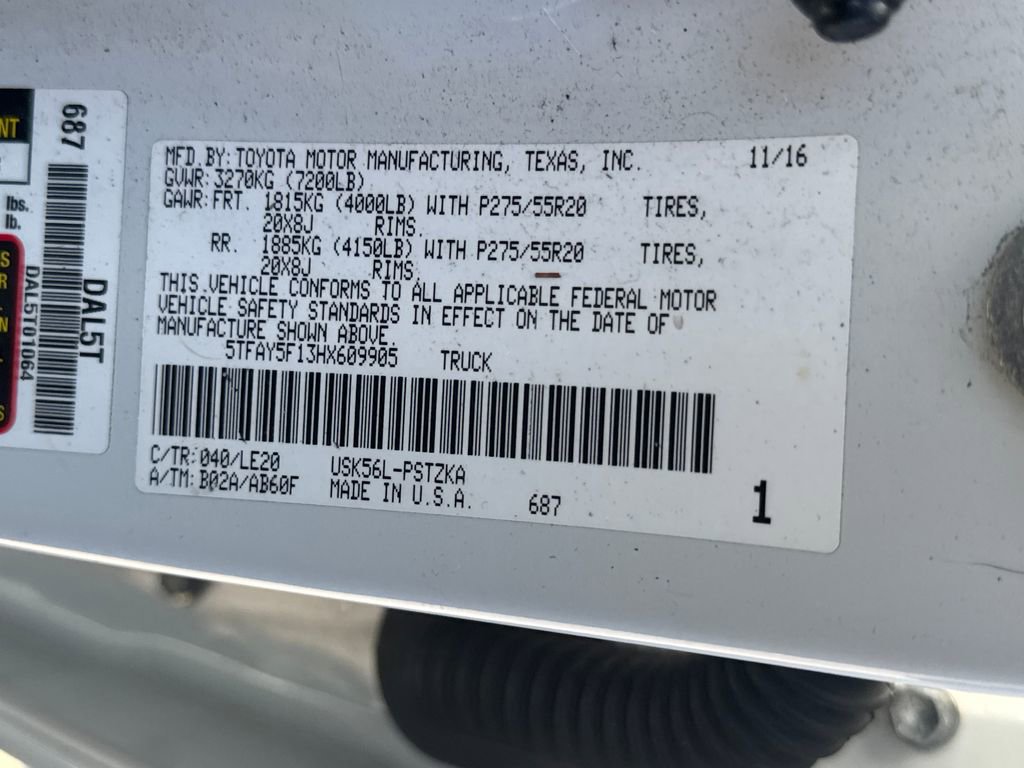 MFD.BY:TOYOTA MOTOR MANUFACTURING, TEXAS, INC. 11/16
GVWR:3270KG (7200LB)
GAWR:FRT. 1815KG (4000LB) WITH P275/55R20 TIRES,
20X8J RIMS.
RR. 1885KG (4150LB) WITH P275/55R20 TIRES,
20X8J RIMS.
THIS VEHICLE CONFORMS TO ALL APPLICABLE FEDERAL MOTOR
VEHICLE SAFETY STANDARDS IN EFFECT ON THE DATE OF
MANUFACTURE SHOWN ABOVE.
5TFAY5F13HX609905 TRUCK
C/TR:040/LE20 USK56L-PSTZKA
A/TM:B02A/AB60F MADE IN U.S.A. 687
1
687
DAL5T
DAL5T01064
NT
lbs.
lb.
S
R
N
S